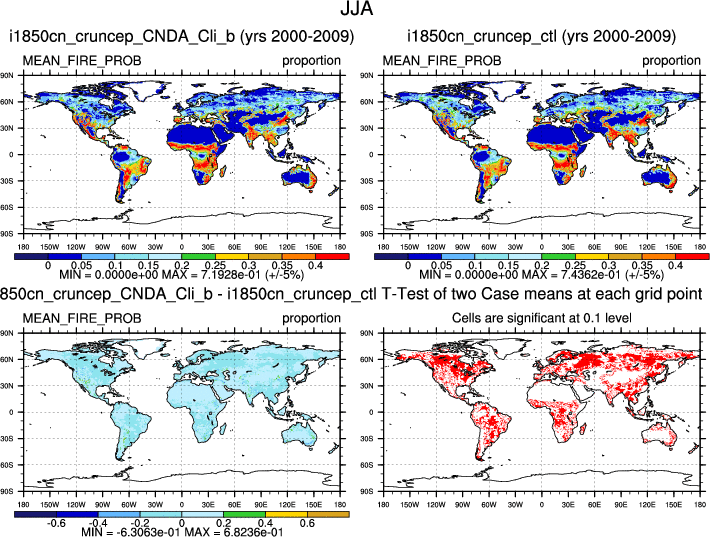 JJA
i1850cn_cruncep_CNDA_Cli_b (yrs 2000-2009)
MEAN_FIRE_PROB proportion
90N
60N
30N
0
30S
60S
90S
180 150W 120W 90W 60W 30W 0 30E 60E 90E 120E 150E 180
0 0.05 0.1 0.15 0.2 0.25 0.3 0.35 0.4
MIN = 0.0000e+00 MAX = 7.1928e-01 (+/-5%)
i1850cn_cruncep_ctl (yrs 2000-2009)
MEAN_FIRE_PROB proportion
90N
60N
30N
0
30S
60S
90S
180 150W 120W 90W 60W 30W 0 30E 60E 90E 120E 150E 180
0 0.05 0.1 0.15 0.2 0.25 0.3 0.35 0.4
MIN = 0.0000e+00 MAX = 7.4362e-01 (+/-5%)
850cn_cruncep_CNDA_Cli_b - i1850cn_cruncep_ctl
MEAN_FIRE_PROB proportion
90N
60N
30N
0
30S
60S
90S
180 150W 120W 90W 60W 30W 0 30E 60E 90E 120E 150E 180
-0.6 -0.4 -0.2 0 0.2 0.4 0.6
MIN = -6.3063e-01 MAX = 6.8236e-01
T-Test of two Case means at each grid point
Cells are significant at 0.1 level
90N
60N
30N
0
30S
60S
90S
180 150W 120W 90W 60W 30W 0 30E 60E 90E 120E 150E 180